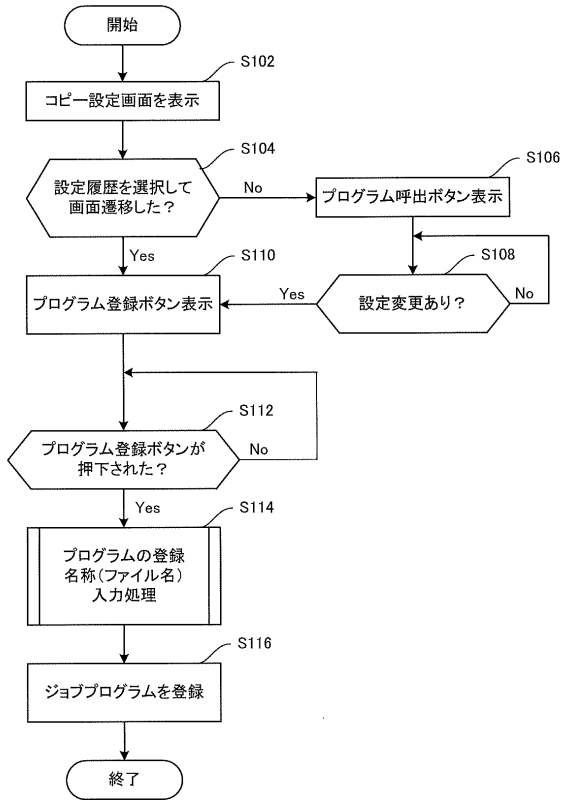 開始
S102
コピー設定画面を表示
S104
設定履歴を選択して
画面遷移した？
No
S106
プログラム呼出ボタン表示
Yes
S110
プログラム登録ボタン表示
S108
設定変更あり？
Yes
No
S112
プログラム登録ボタンが
押下された？
No
Yes
S114
プログラムの登録
名称（ファイル名）
入力処理
S116
ジョブプログラムを登録
終了